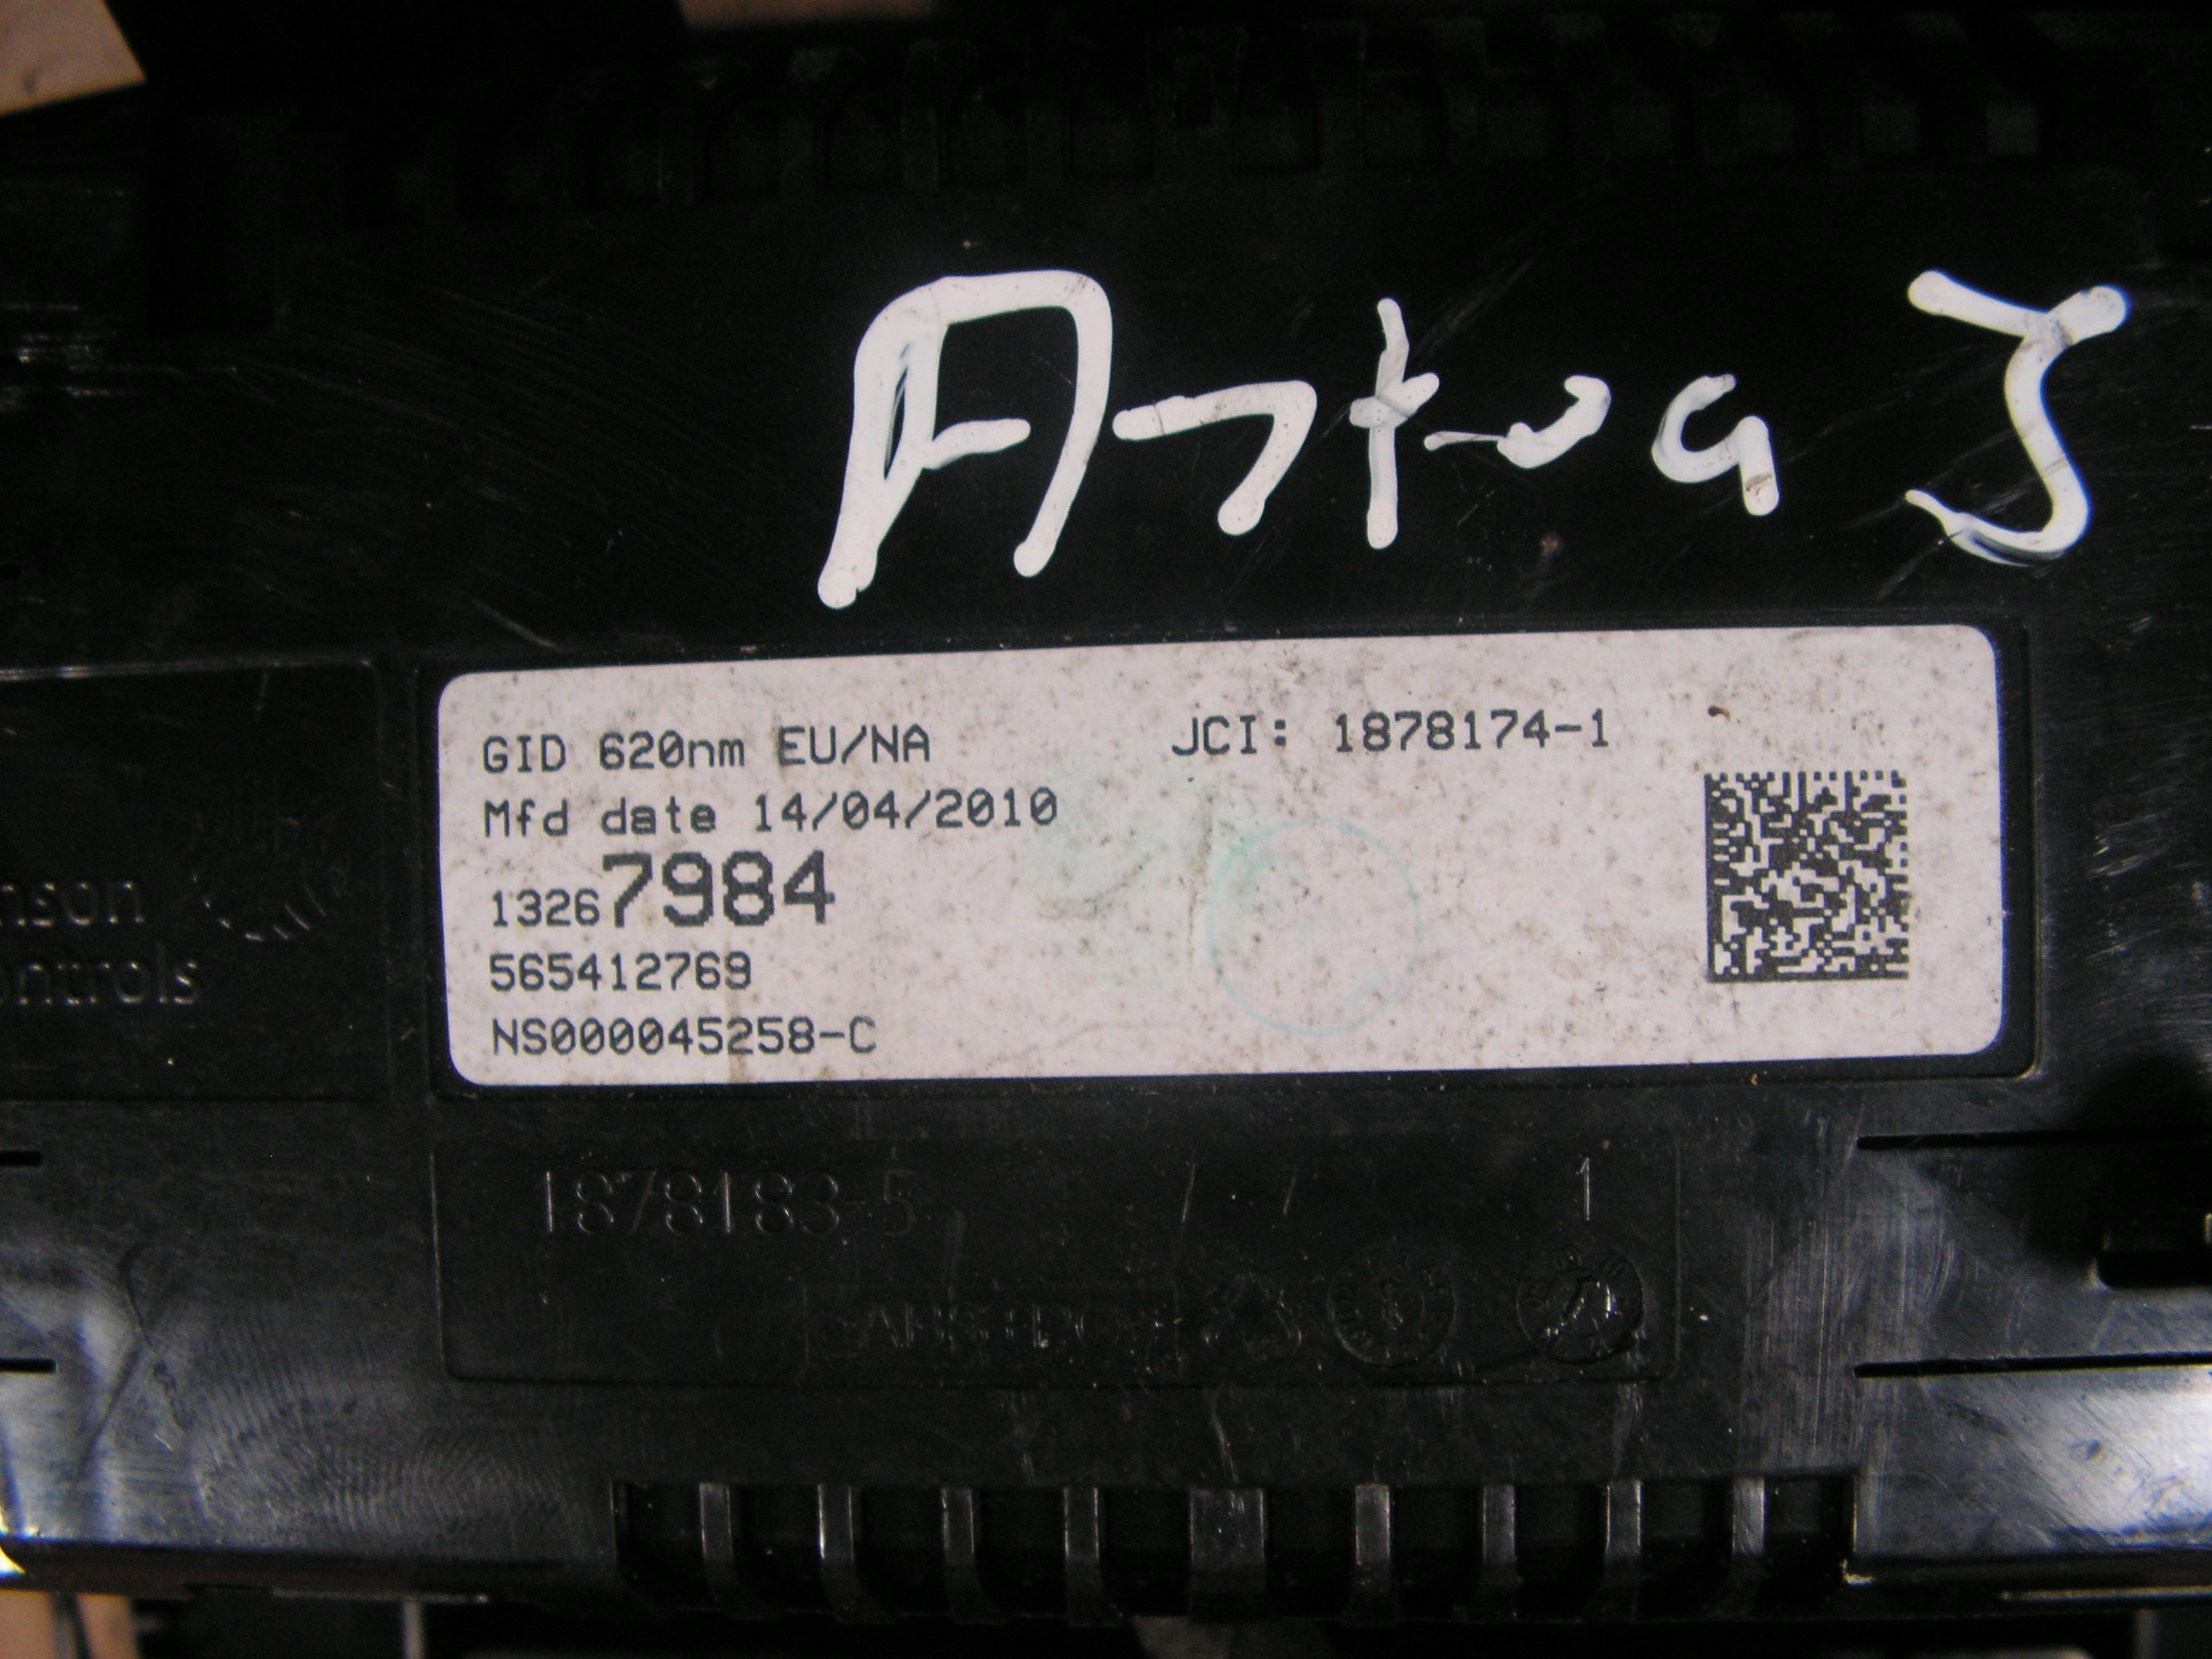 Astra J
GID 620nm EU/NA JCI: 1878174-1
Mfd date 14/04/2010
13267984
565412769
NS000045258-C
nson
ontrols
1878183-5 1